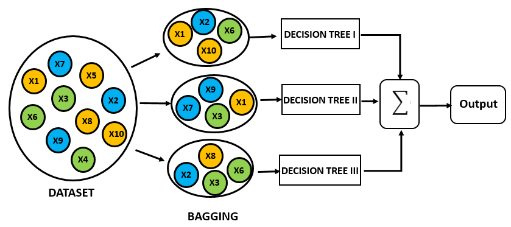 X1
X7
X5
X3
X2
X6
X8
X10
X9
X4
DATASET
X1
X2
X6
X10
X7
X9
X1
X3
X8
X2
X3
X6
BAGGING
DECISION TREE I
DECISION TREE II
DECISION TREE III
∑
Output